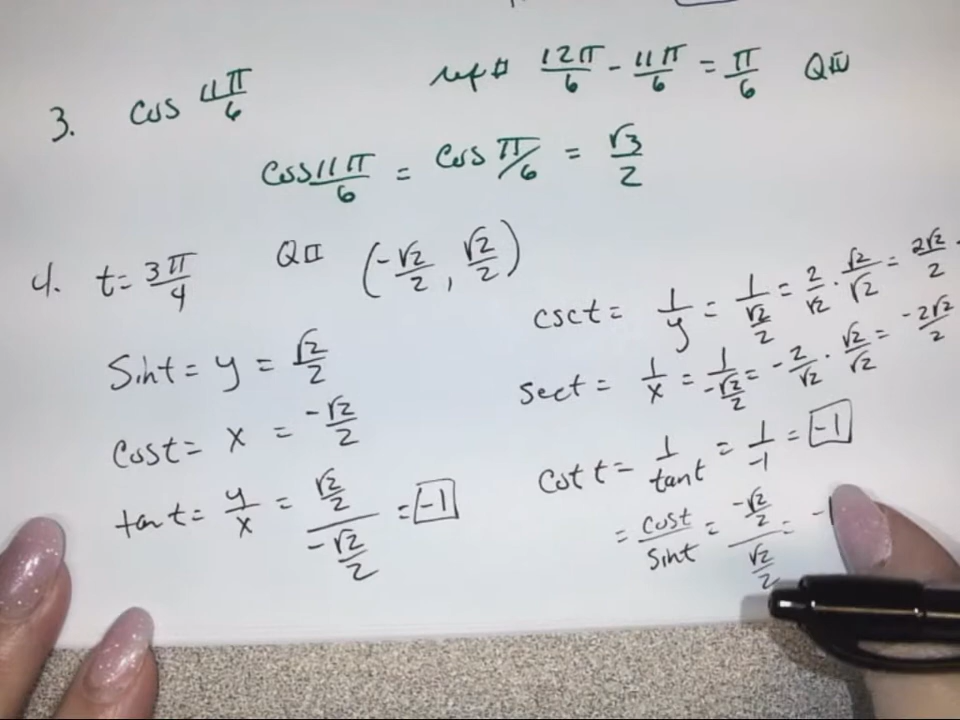 3. cos 11π/6 ref # 12π/6 - 11π/6 = π/6 QIV
cos 11π/6 = cos π/6 = √3/2
4. t = 3π/4 QII (-√2/2, √2/2)
csc t = 1/y = 1/(√2/2) = 2/√2 · √2/√2 = 2√2/2
sin t = y = √2/2
sec t = 1/x = 1/(-√2/2) = -2/√2 · √2/√2 = -2√2/2
cos t = x = -√2/2
cot t = 1/tan t = 1/-1 = -1
tan t = y/x = (√2/2)/(-√2/2) = -1
= cos t/sin t = (-√2/2)/(√2/2) = -